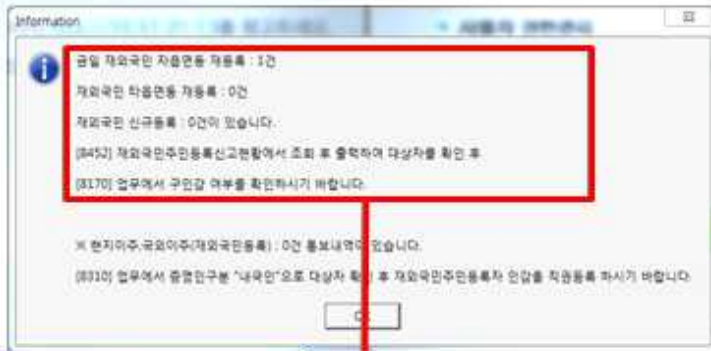 Information
금일 재외국민 자읍면동 재등록 : 1건
재외국민 타읍면동 재등록 : 0건
재외국민 신규등록 : 0건이 있습니다.
[8452] 재외국민주민등록신고현황에서 조회 후 출력하여 대상자를 확인 후
[8170] 업무에서 구인감 여부를 확인하시기 바랍니다.
※ 현지이주,국외이주(재외국민등록) : 0건 통보내역이 있습니다.
[8310] 업무에서 증명인구분 "내국인"으로 대상자 확인 후 재외국민주민등록자 인감을 직권등록 하시기 바랍니다